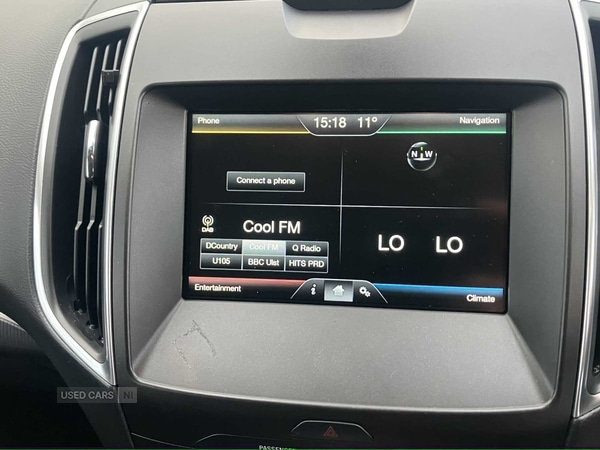 Phone 15:18 11° Navigation
N W
Connect a phone
DAB
Cool FM
LO LO
DCountry Cool FM Q Radio
U105 BBC Ulst HITS PRD
Entertainment i Climate
USED CARS NI
PASSENGER